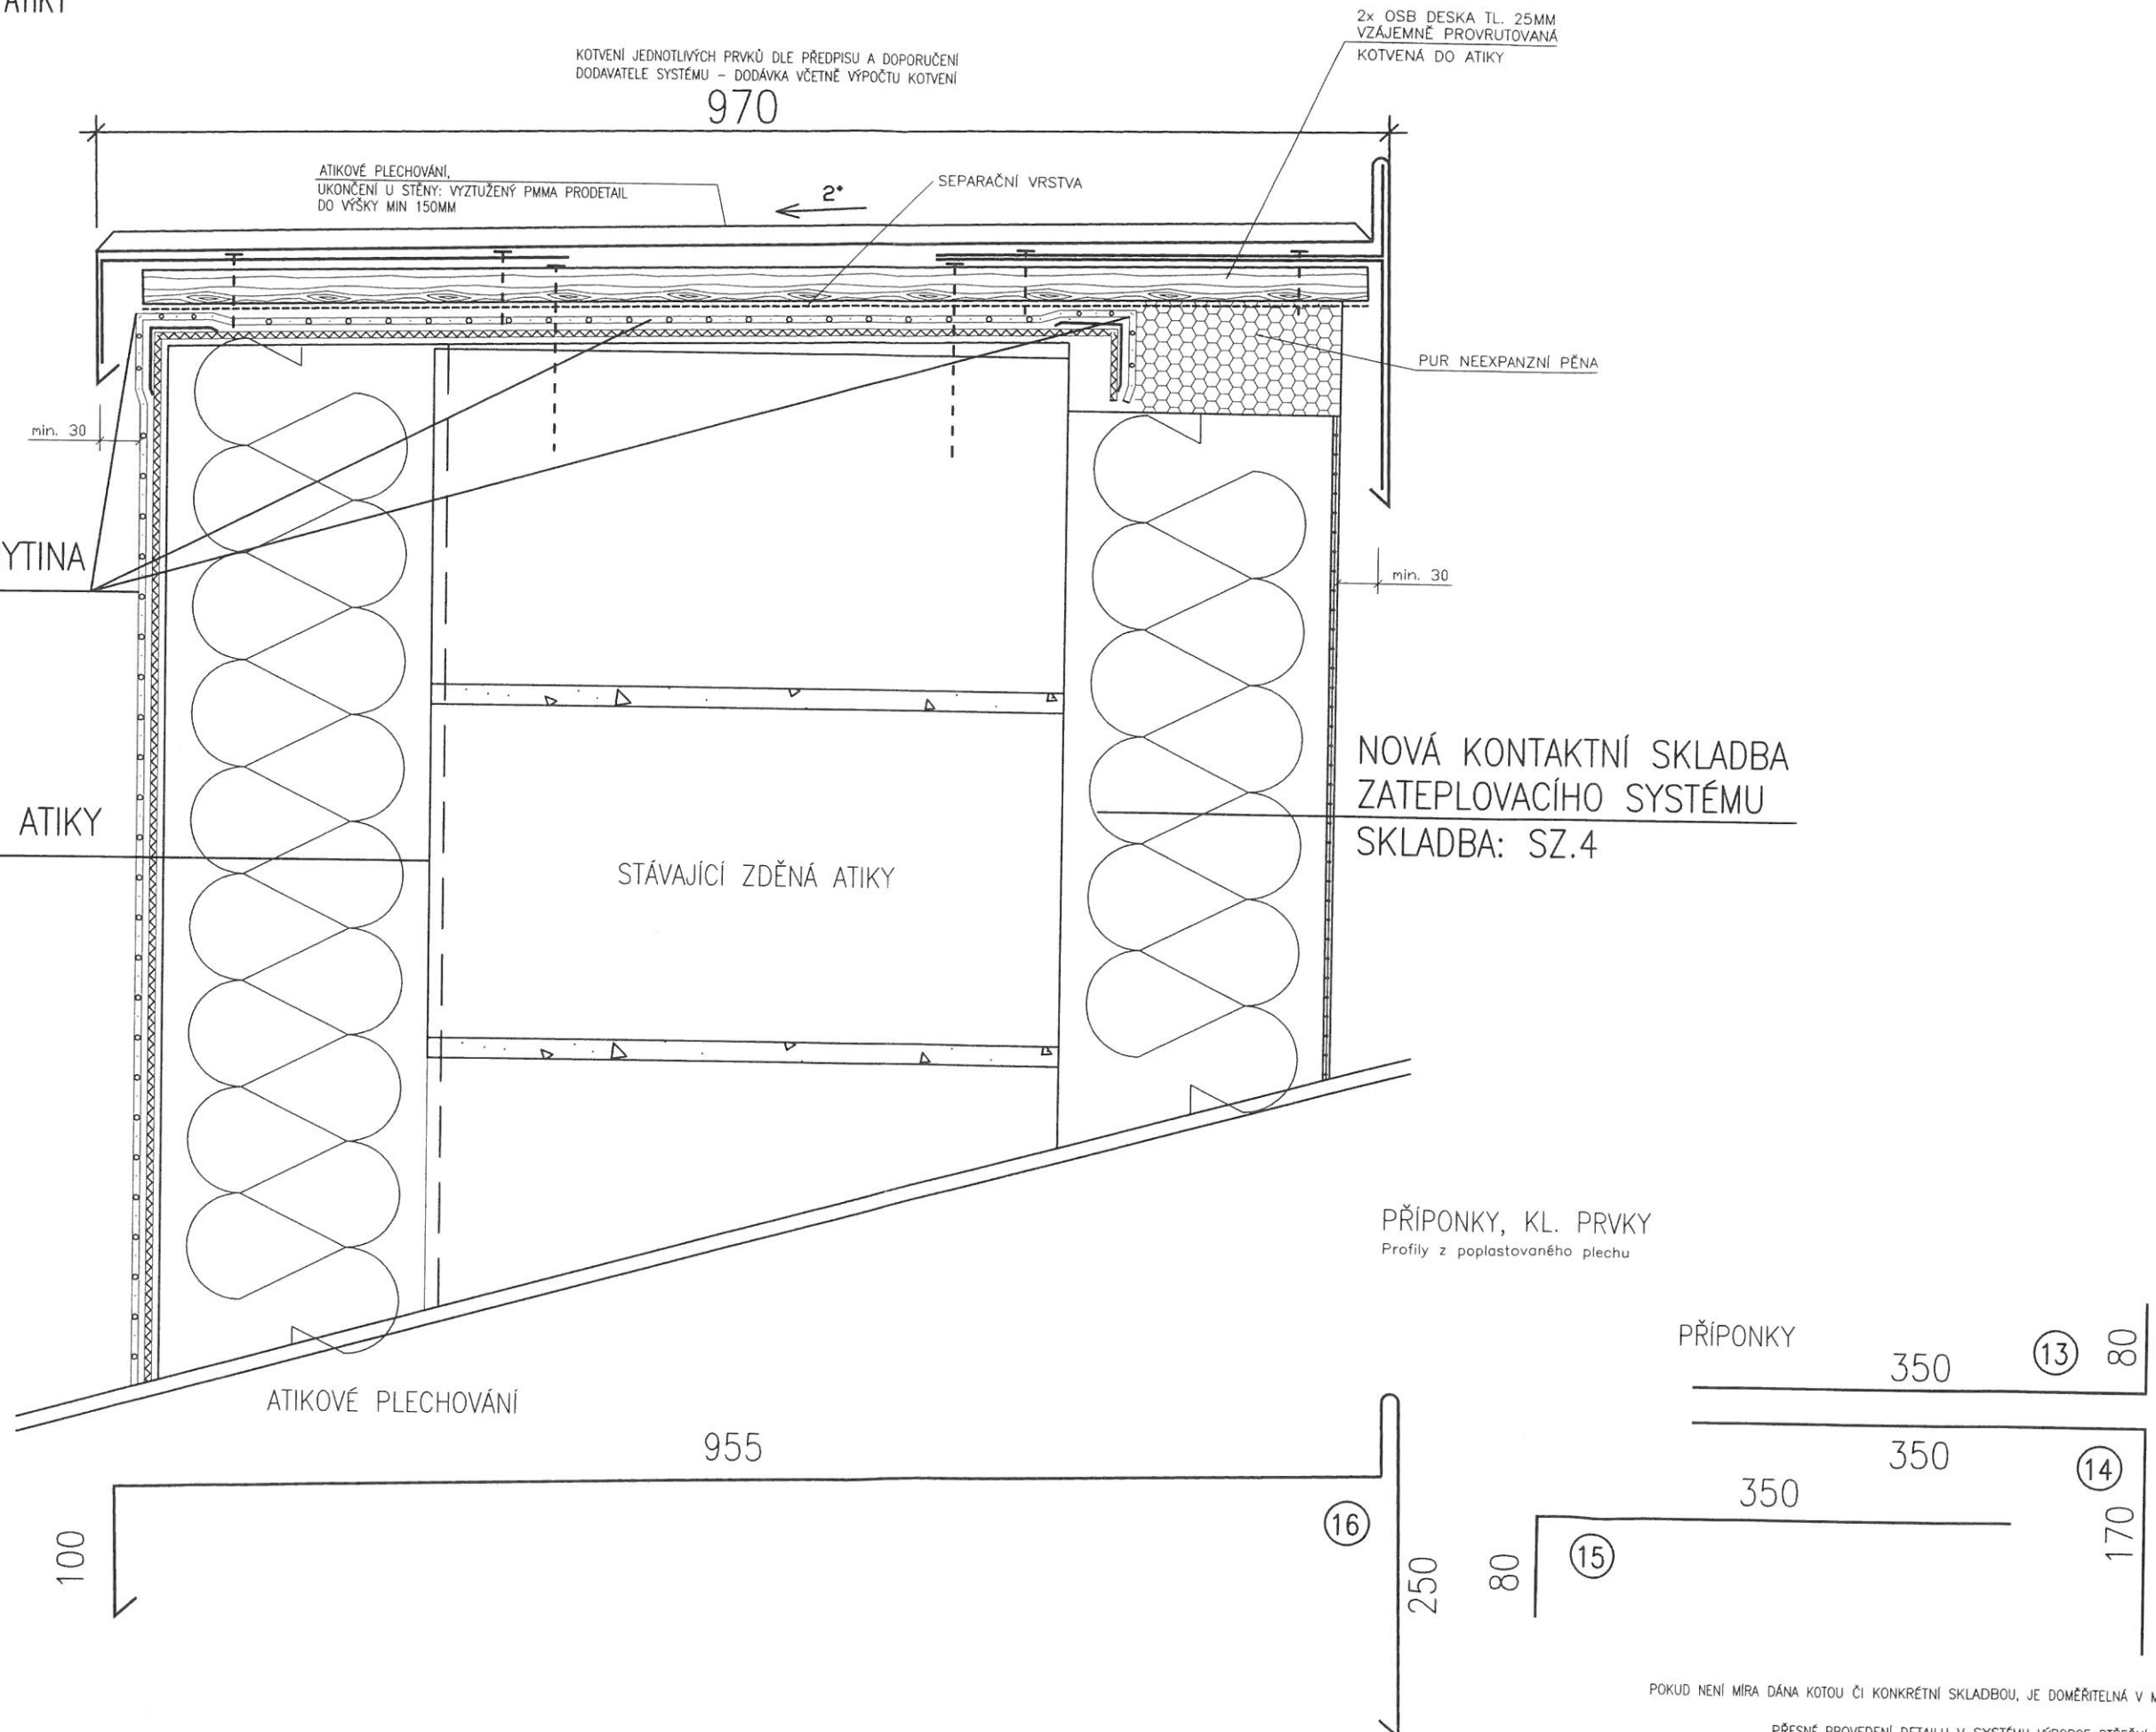 ATIKY
KOTVENÍ JEDNOTLIVÝCH PRVKŮ DLE PŘEDPISU A DOPORUČENÍ
DODAVATELE SYSTÉMU – DODÁVKA VČETNĚ VÝPOČTU KOTVENÍ
970
2x OSB DESKA TL. 25MM
VZÁJEMNĚ PROVRUTOVANÁ
KOTVENÁ DO ATIKY
ATIKOVÉ PLECHOVÁNÍ,
UKONČENÍ U STĚNY: VYZTUŽENÝ PMMA PRODETAIL
DO VÝŠKY MIN 150MM
2°
SEPARAČNÍ VRSTVA
PUR NEEXPANZNÍ PĚNA
min. 30
YTINA
min. 30
NOVÁ KONTAKTNÍ SKLADBA
ZATEPLOVACÍHO SYSTÉMU
SKLADBA: SZ.4
ATIKY
STÁVAJÍCÍ ZDĚNÁ ATIKY
PŘÍPONKY, KL. PRVKY
Profily z poplastovaného plechu
PŘÍPONKY
350
13
80
350
14
170
350
15
80
ATIKOVÉ PLECHOVÁNÍ
955
100
16
250
POKUD NENÍ MÍRA DÁNA KOTOU ČI KONKRÉTNÍ SKLADBOU, JE DOMĚŘITELNÁ V